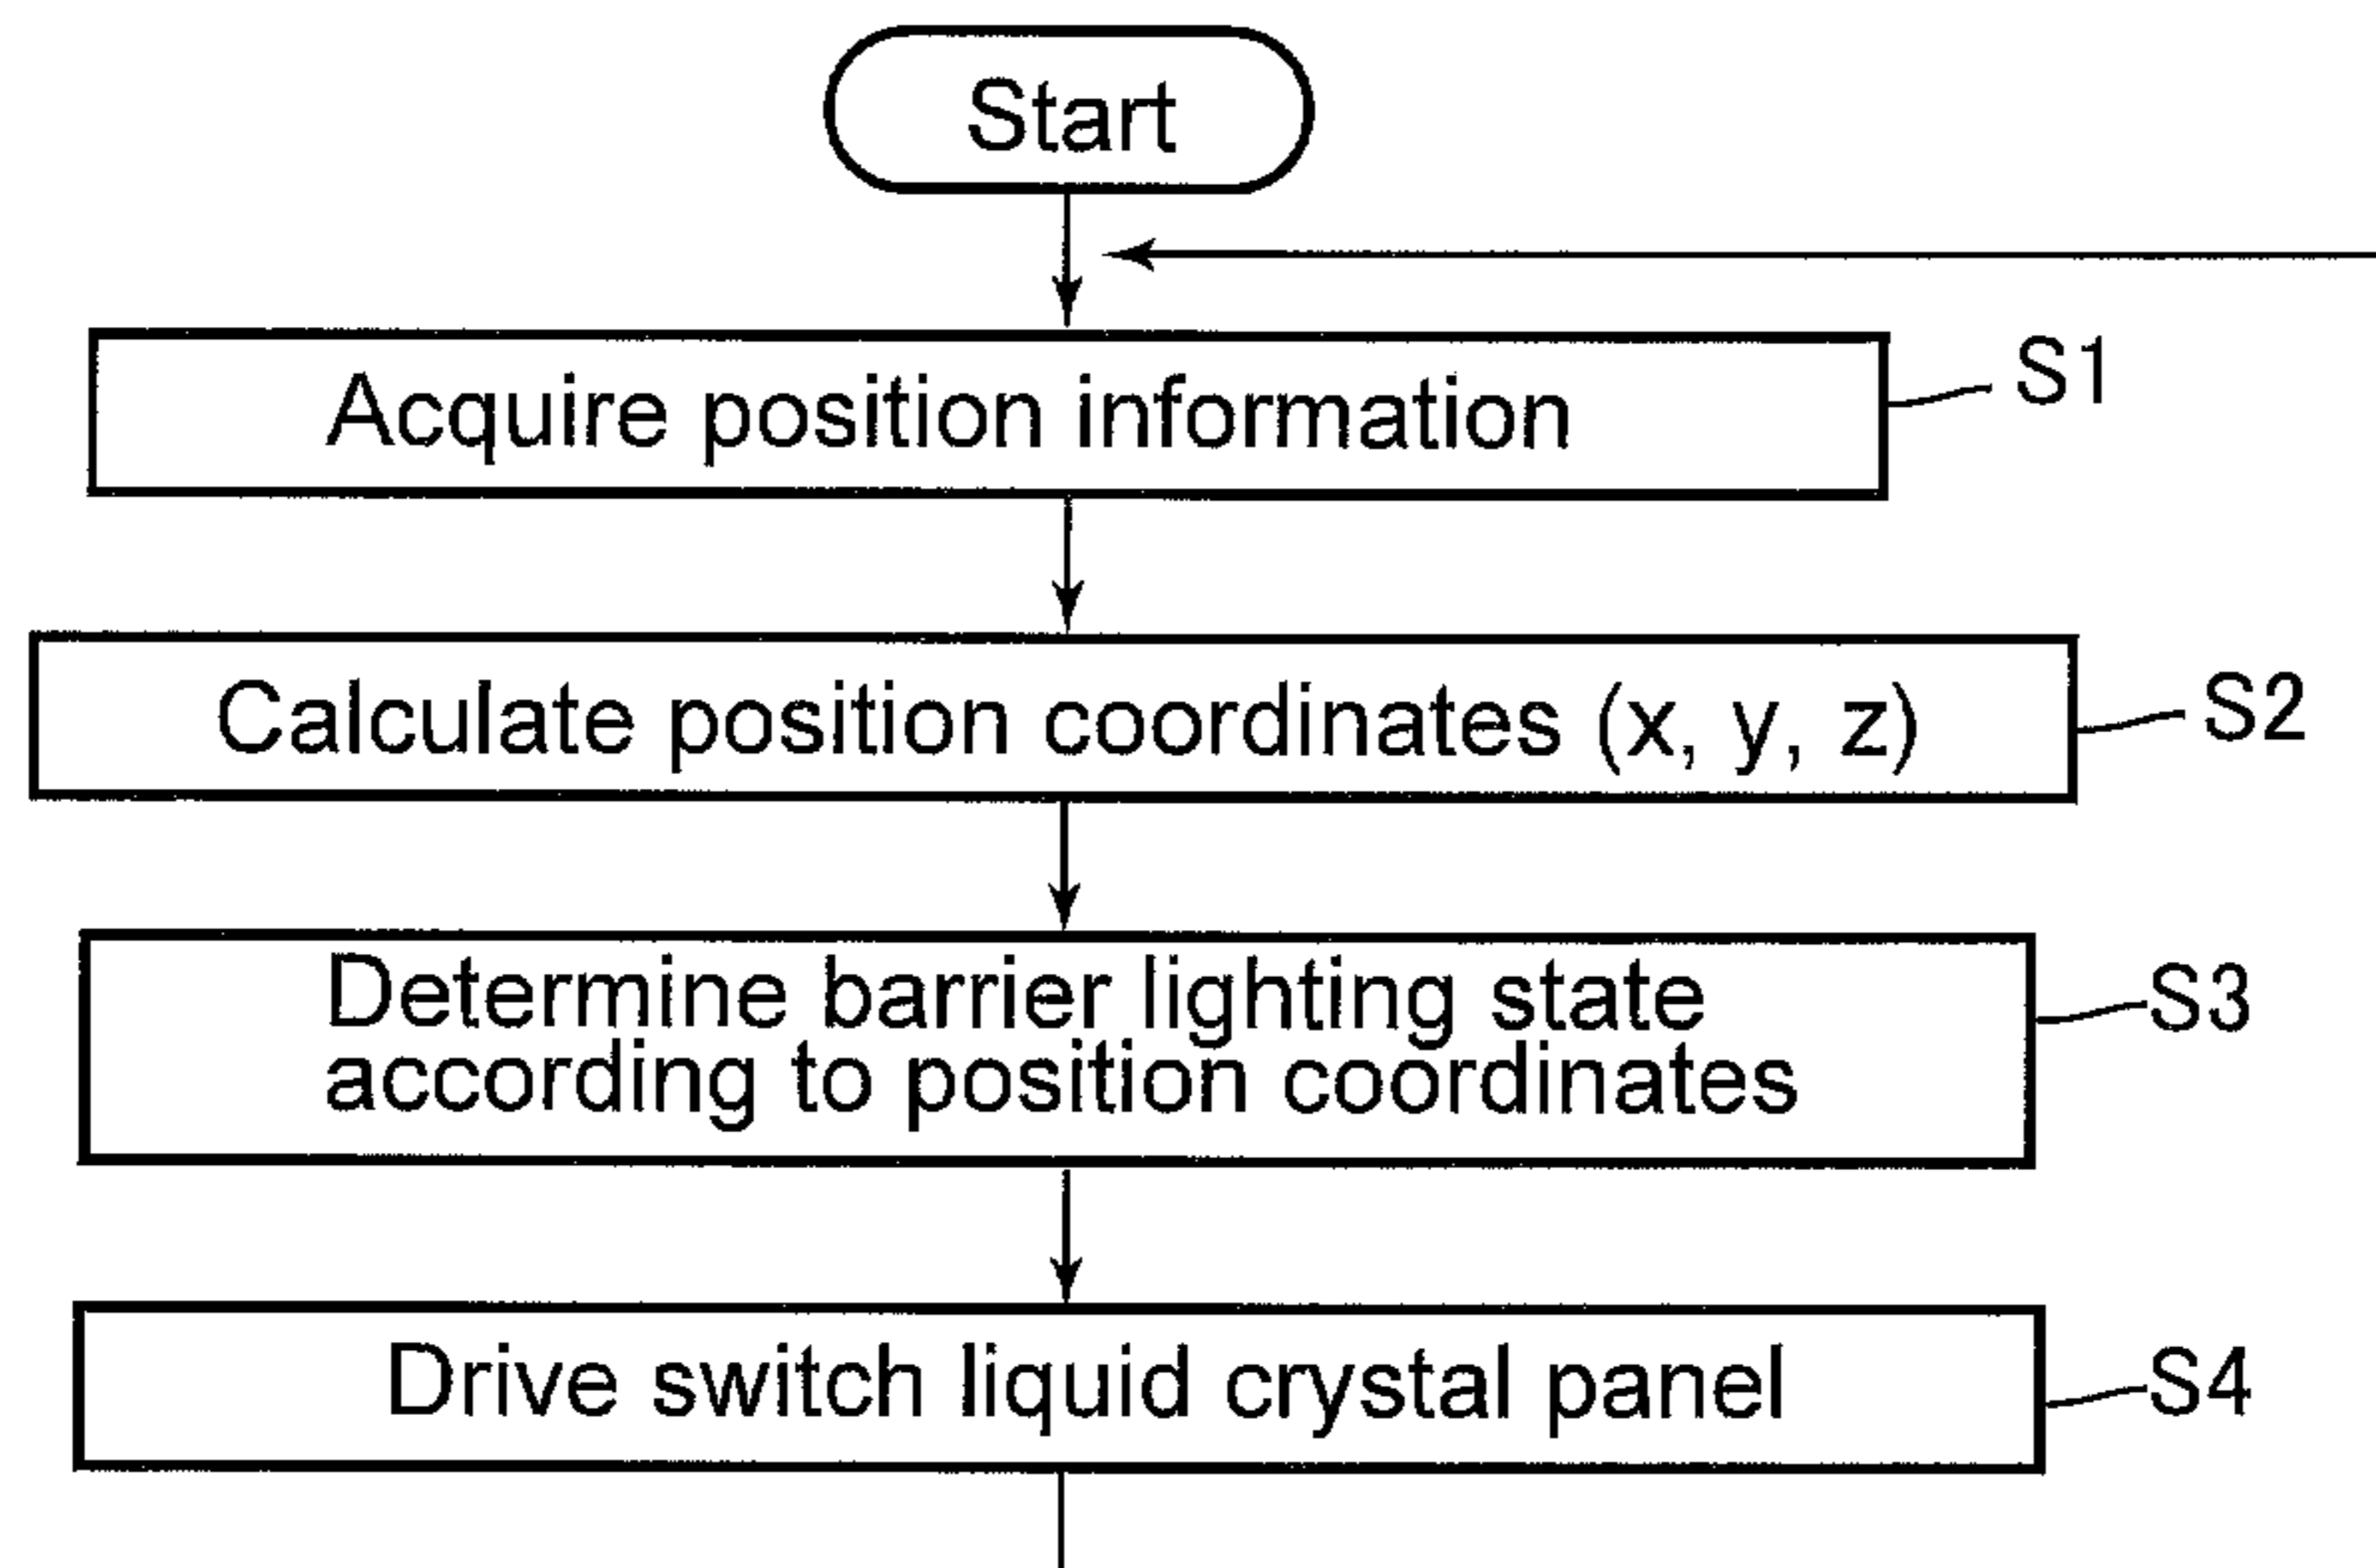 Start
Acquire position information
S1
Calculate position coordinates (x, y, z)
S2
Determine barrier lighting state
according to position coordinates
S3
Drive switch liquid crystal panel
S4